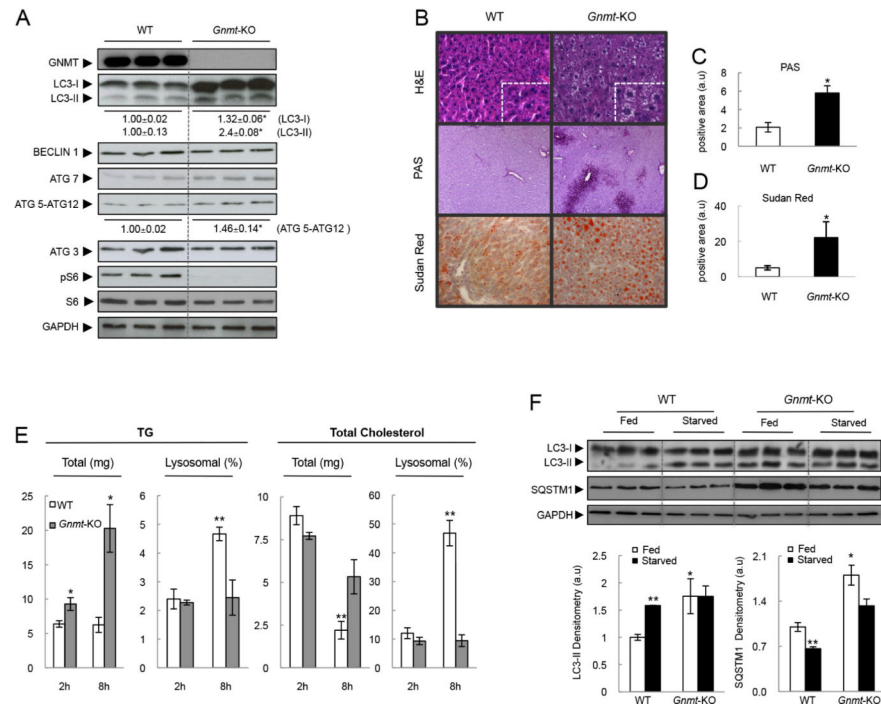 A
WT Gnmt-KO
GNMT
LC3-I
LC3-II
1.00±0.02 1.32±0.06* (LC3-I)
1.00±0.13 2.4±0.08* (LC3-II)
BECLIN 1
ATG 7
ATG 5-ATG12
1.00±0.02 1.46±0.14* (ATG 5-ATG12 )
ATG 3
pS6
S6
GAPDH
B
WT Gnmt-KO
H&E
PAS
Sudan Red
C
PAS
positive area (a.u)
8
6
4
2
0
*
WT Gnmt-KO
D
Sudan Red
positive area (a.u)
40
30
20
10
0
*
WT Gnmt-KO
E
TG Total Cholesterol
Total (mg) Lysosomal (%) Total (mg) Lysosomal (%)
WT
Gnmt-KO
25
20
15
10
5
0
* *
2h 8h
6
5
4
3
2
1
0
**
2h 8h
10
7.5
5
2.5
0
**
2h 8h
60
50
40
30
20
10
0
**
2h 8h
F
WT Gnmt-KO
Fed Starved Fed Starved
LC3-I
LC3-II
SQSTM1
GAPDH
LC3-II Densitometry (a.u)
2.5
2
1.5
1
0.5
0
Fed
Starved
** *
WT Gnmt-KO
SQSTM1 Densitometry (a.u)
2.1
1.4
0.7
0.0
Fed
Starved
** *
WT Gnmt-KO